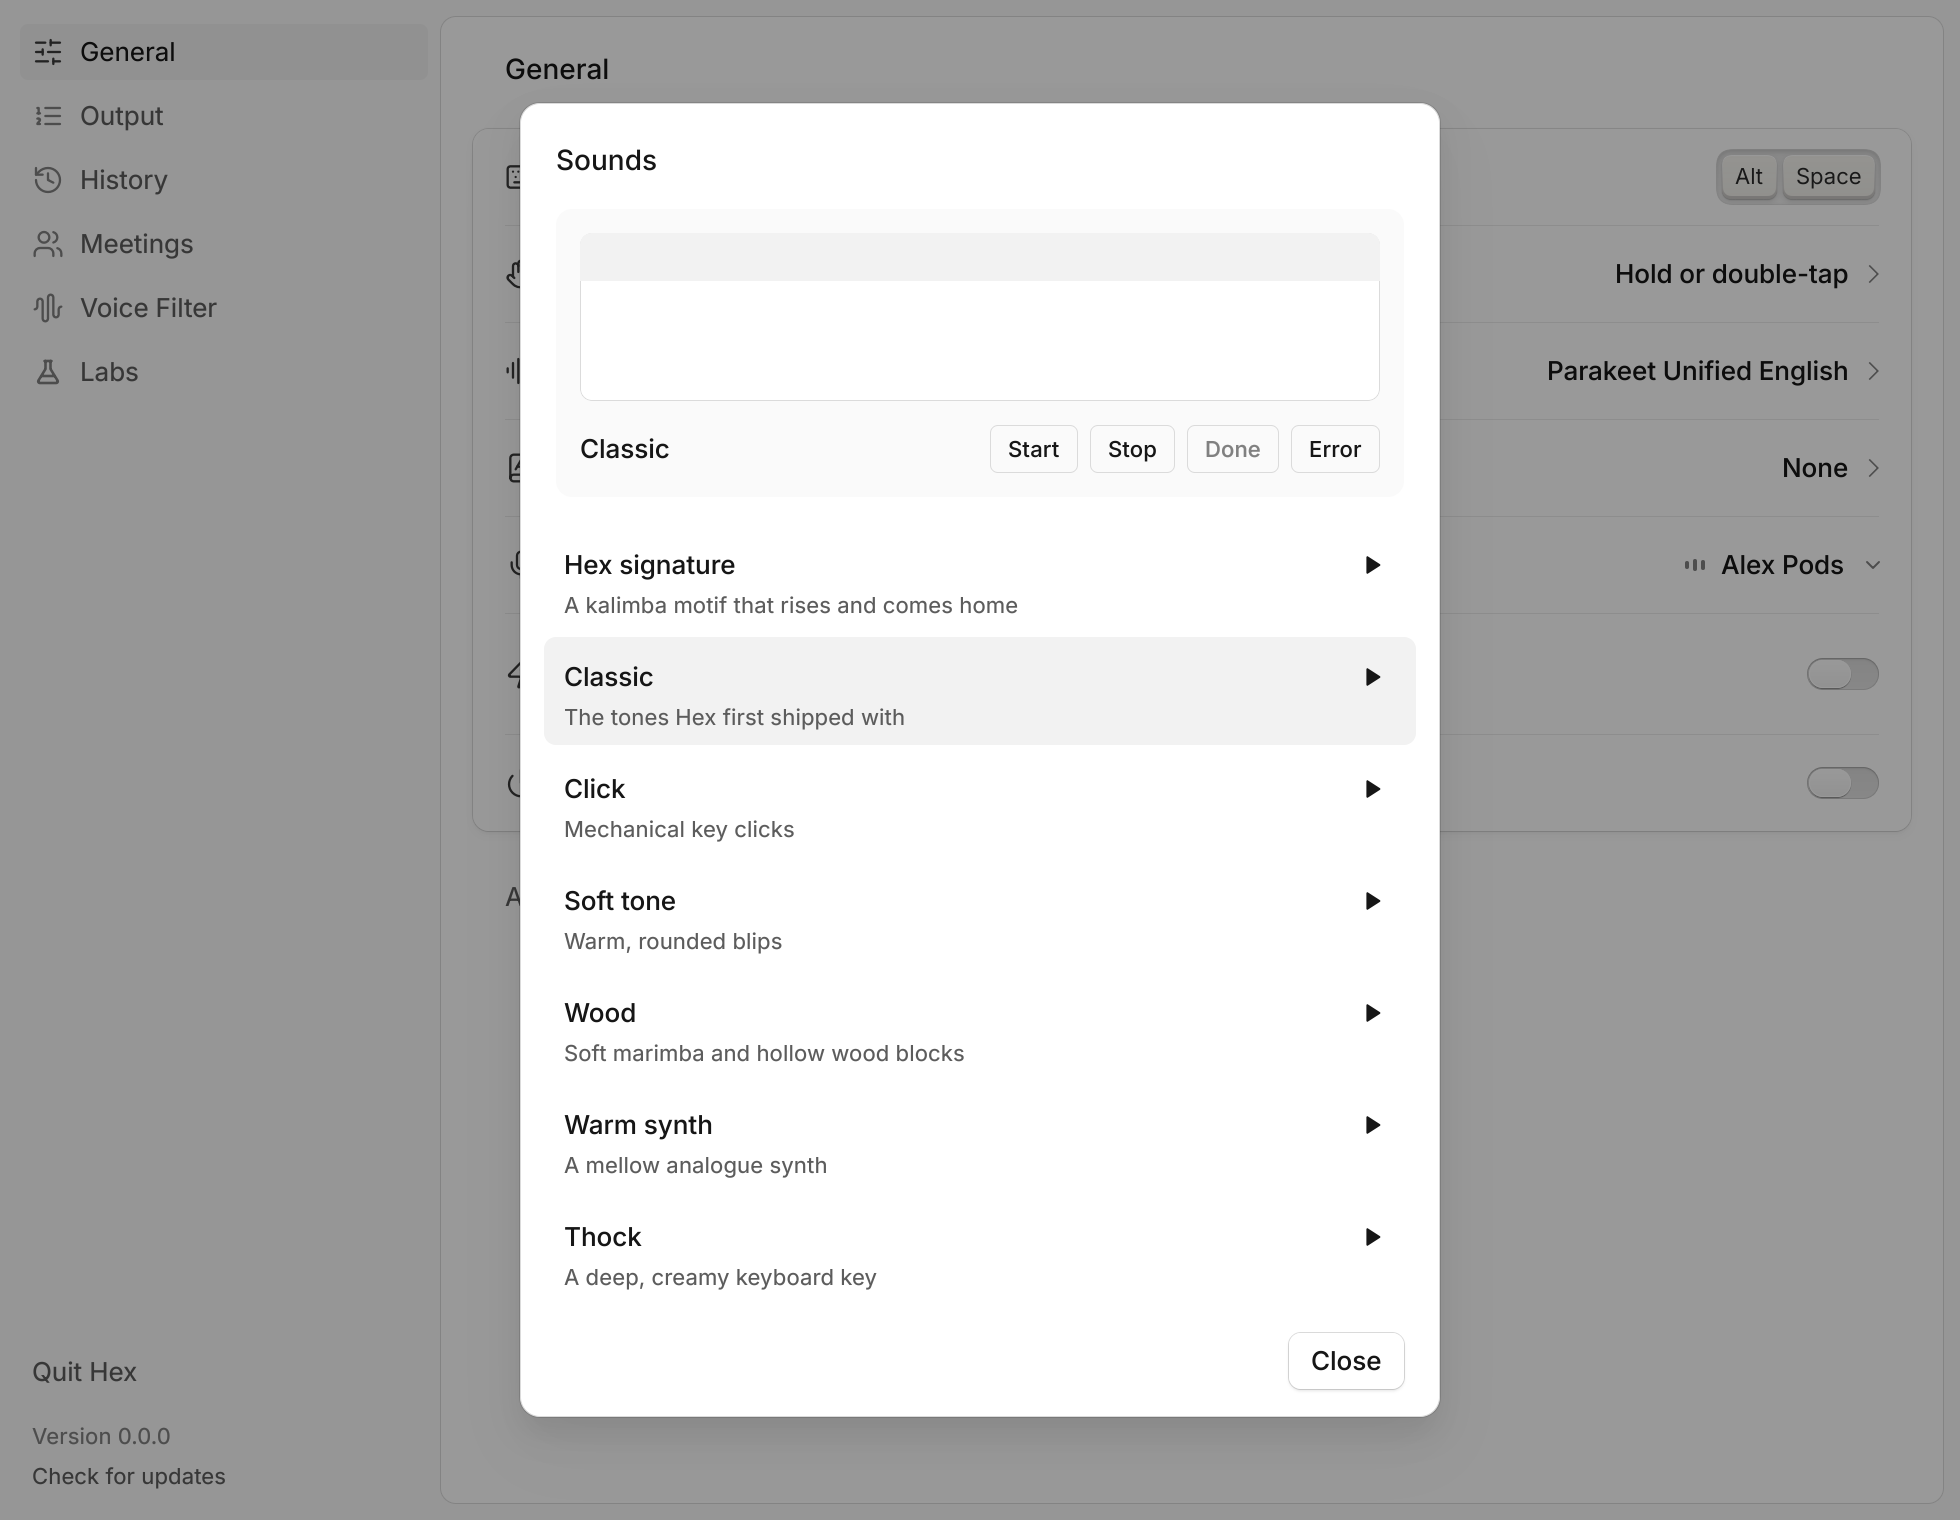 General
Output
History
Meetings
Voice Filter
Labs
Quit Hex
Version 0.0.0
Check for updates
General
Alt Space
Hold or double-tap
Parakeet Unified English
None
Alex Pods
Sounds
Classic
Start Stop Done Error
Hex signature
A kalimba motif that rises and comes home
Classic
The tones Hex first shipped with
Click
Mechanical key clicks
Soft tone
Warm, rounded blips
Wood
Soft marimba and hollow wood blocks
Warm synth
A mellow analogue synth
Thock
A deep, creamy keyboard key
Close